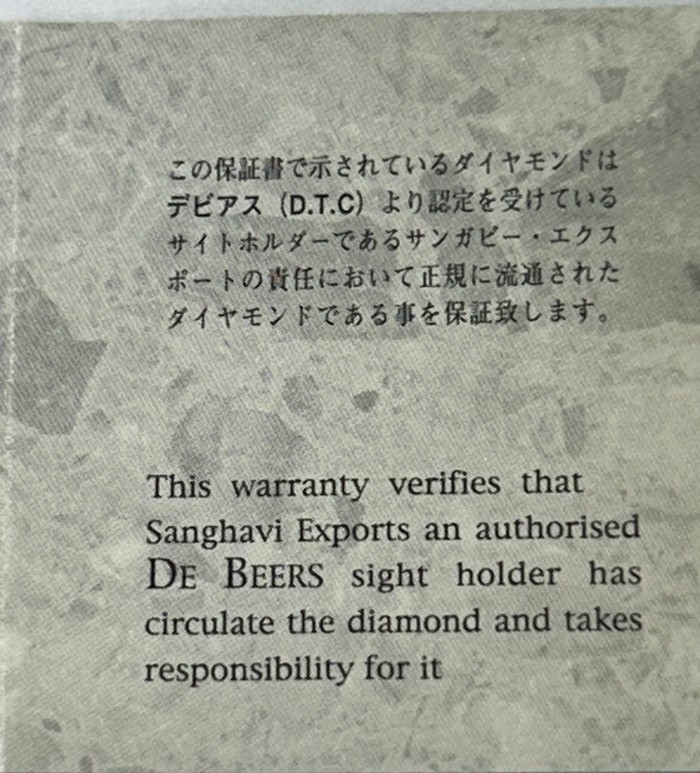 この保証書で示されているダイヤモンドは
デビアス（D.T.C）より認定を受けている
サイトホルダーであるサンガビー・エクス
ポートの責任において正規に流通された
ダイヤモンドである事を保証致します。
This warranty verifies that
Sanghavi Exports an authorised
DE BEERS sight holder has
circulate the diamond and takes
responsibility for it